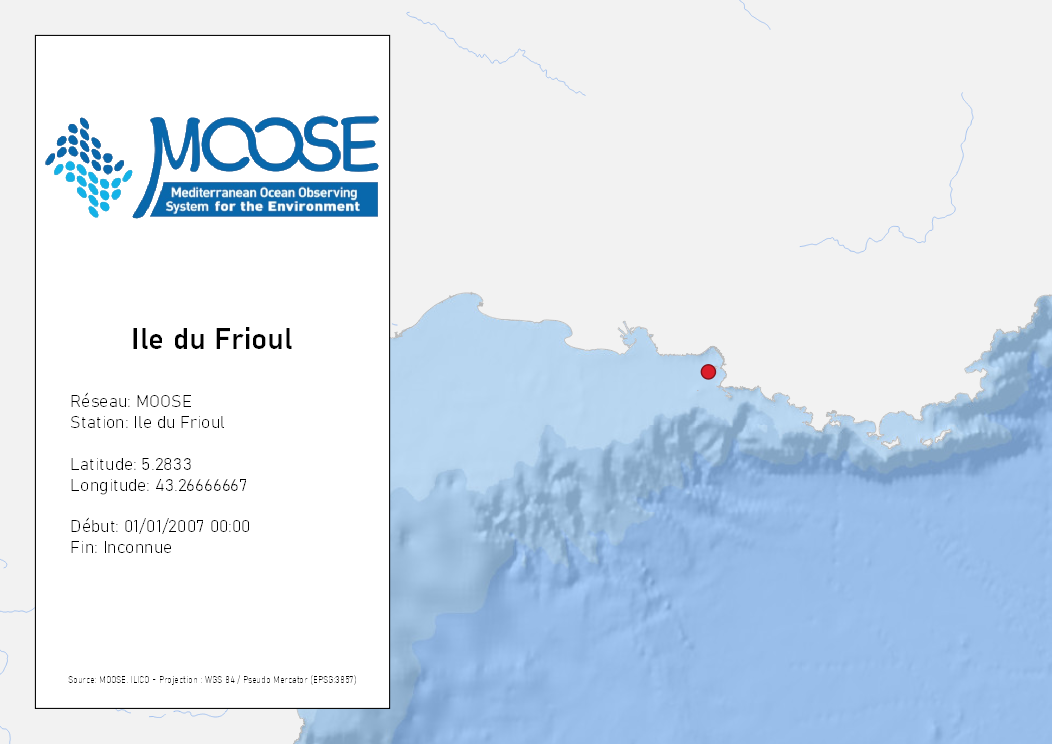 MOOSE
Mediterranean Ocean Observing
System for the Environment
Ile du Frioul
Réseau: MOOSE
Station: Ile du Frioul
Latitude: 5.2833
Longitude: 43.26666667
Début: 01/01/2007 00:00
Fin: Inconnue
Source: MOOSE, ILICO - Projection : WGS 84 / Pseudo Mercator (EPSG:3857)